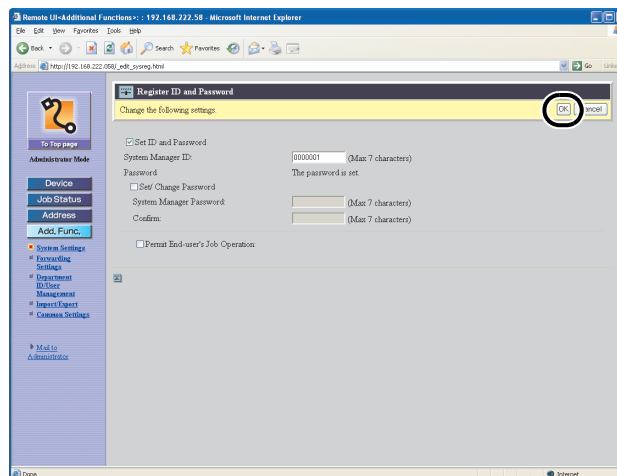 Remote UI<Additional Functions>: : 192.168.222.58 - Microsoft Internet Explorer
File Edit View Favorites Tools Help
Back Search Favorites
Address http://192.168.222.058/_edit_sysreg.html Go Links
Register ID and Password
Change the following settings. OK Cancel
To Top page
Administrator Mode
Device
Job Status
Address
Add. Func.
System Settings
Forwarding
Settings
Department
ID/User
Management
Import/Export
Common Settings
Mail to
Administrator
Set ID and Password
System Manager ID: 0000001 (Max 7 characters)
Password The password is set.
Set/ Change Password
System Manager Password: (Max 7 characters)
Confirm: (Max 7 characters)
Permit End-user's Job Operation
Done Internet